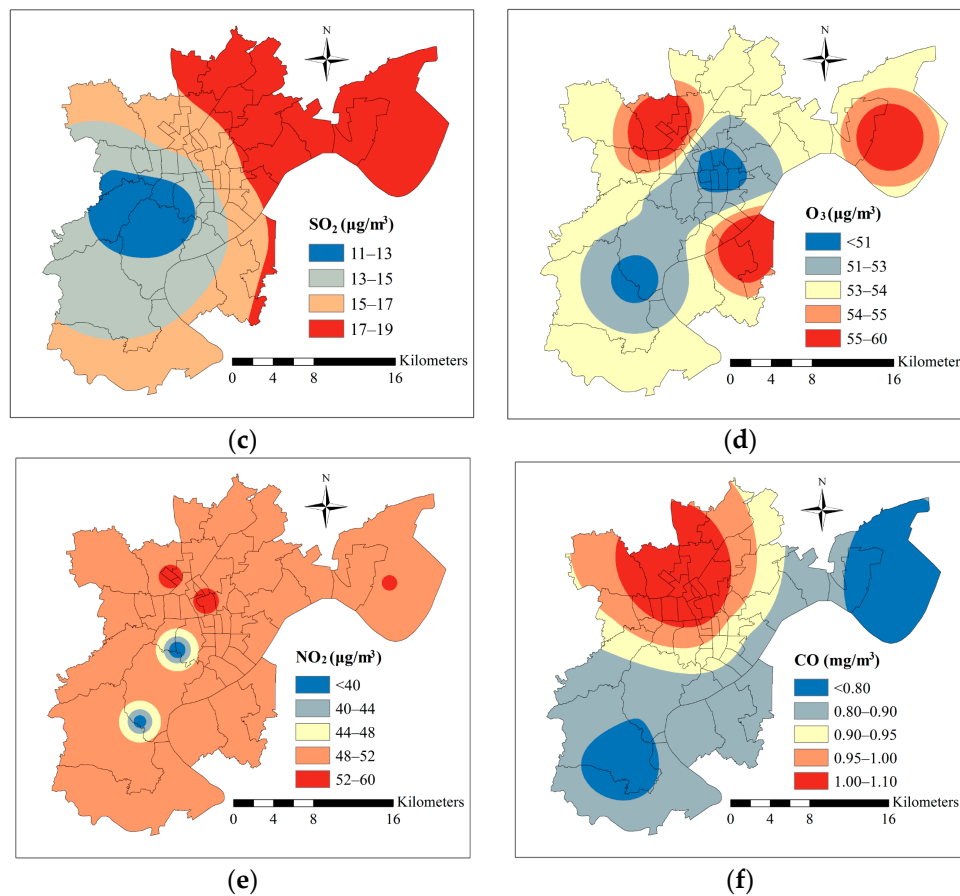 N
SO₂ (µg/m³)
11–13
13–15
15–17
17–19
Kilometers
0 4 8 16
(c)
N
O₃ (µg/m³)
<51
51–53
53–54
54–55
55–60
Kilometers
0 4 8 16
(d)
N
NO₂ (µg/m³)
<40
40–44
44–48
48–52
52–60
Kilometers
0 4 8 16
(e)
N
CO (mg/m³)
<0.80
0.80–0.90
0.90–0.95
0.95–1.00
1.00–1.10
Kilometers
0 4 8 16
(f)